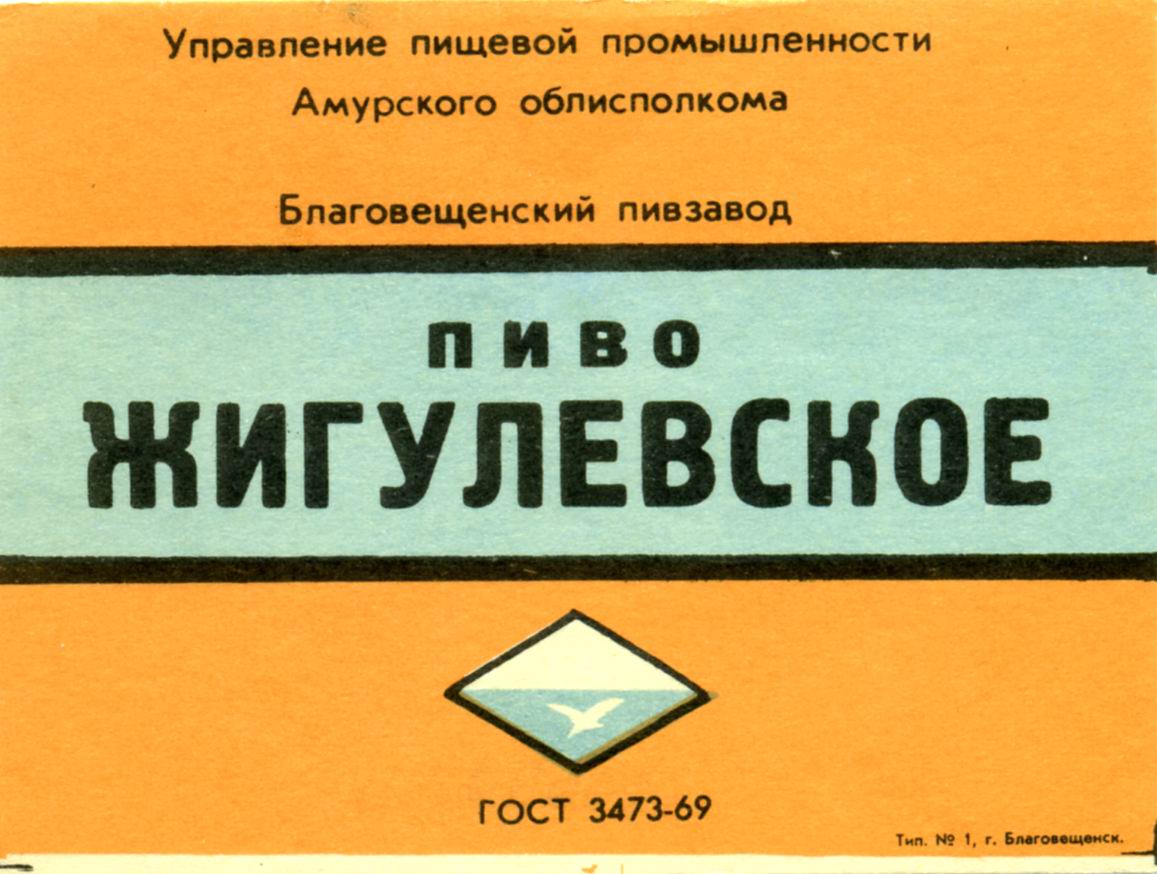 Управление пищевой промышленности
Амурского облисполкома
Благовещенский пивзавод
пиво
ЖИГУЛЕВСКОЕ
ГОСТ 3473-69
Тип. № 1, г. Благовещенск.